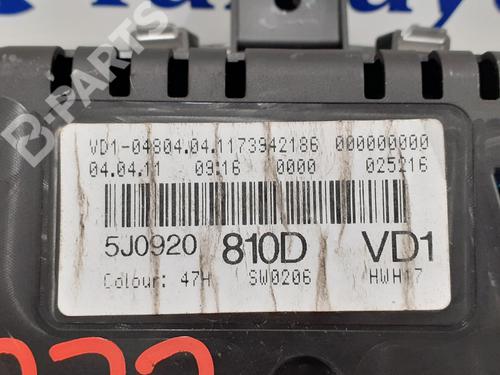 B-PARTS
VD1-04804.04.1173942186 000000000
04.04.11 09:16 0000 025216
5J0920 810D VD1
Colour: 47H SW0206 HWH17